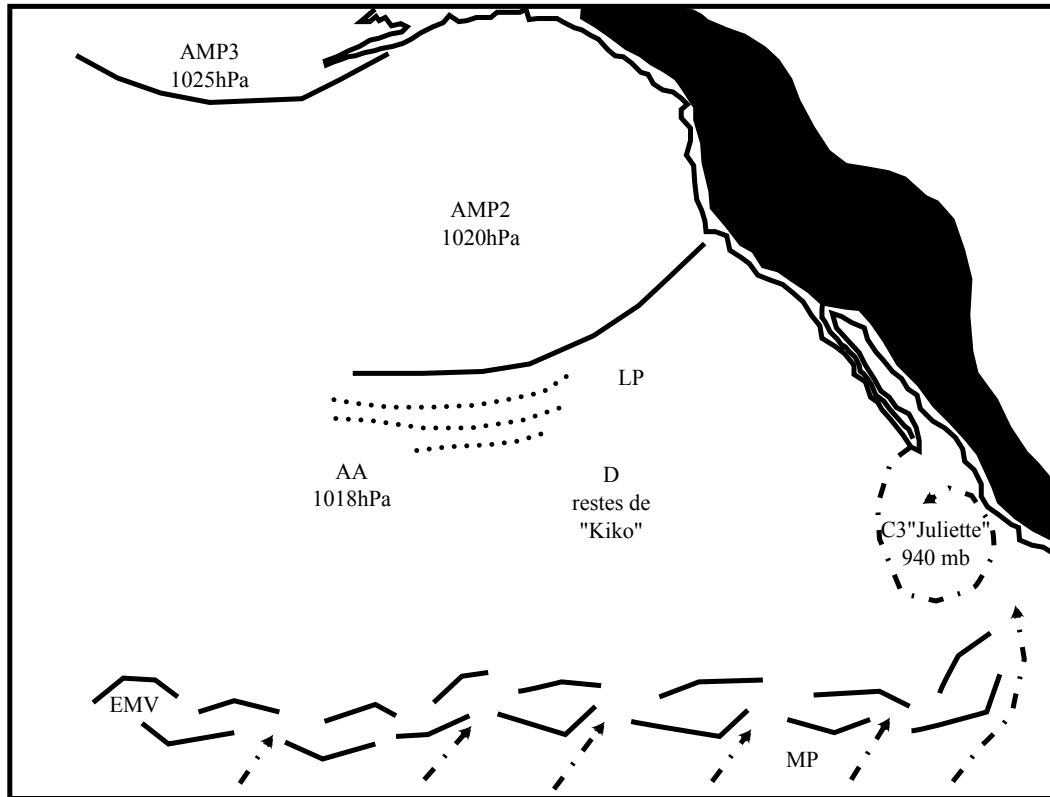 AMP3
1025hPa
AMP2
1020hPa
LP
AA
1018hPa
D
restes de
"Kiko"
C3"Juliette"
940 mb
EMV
MP